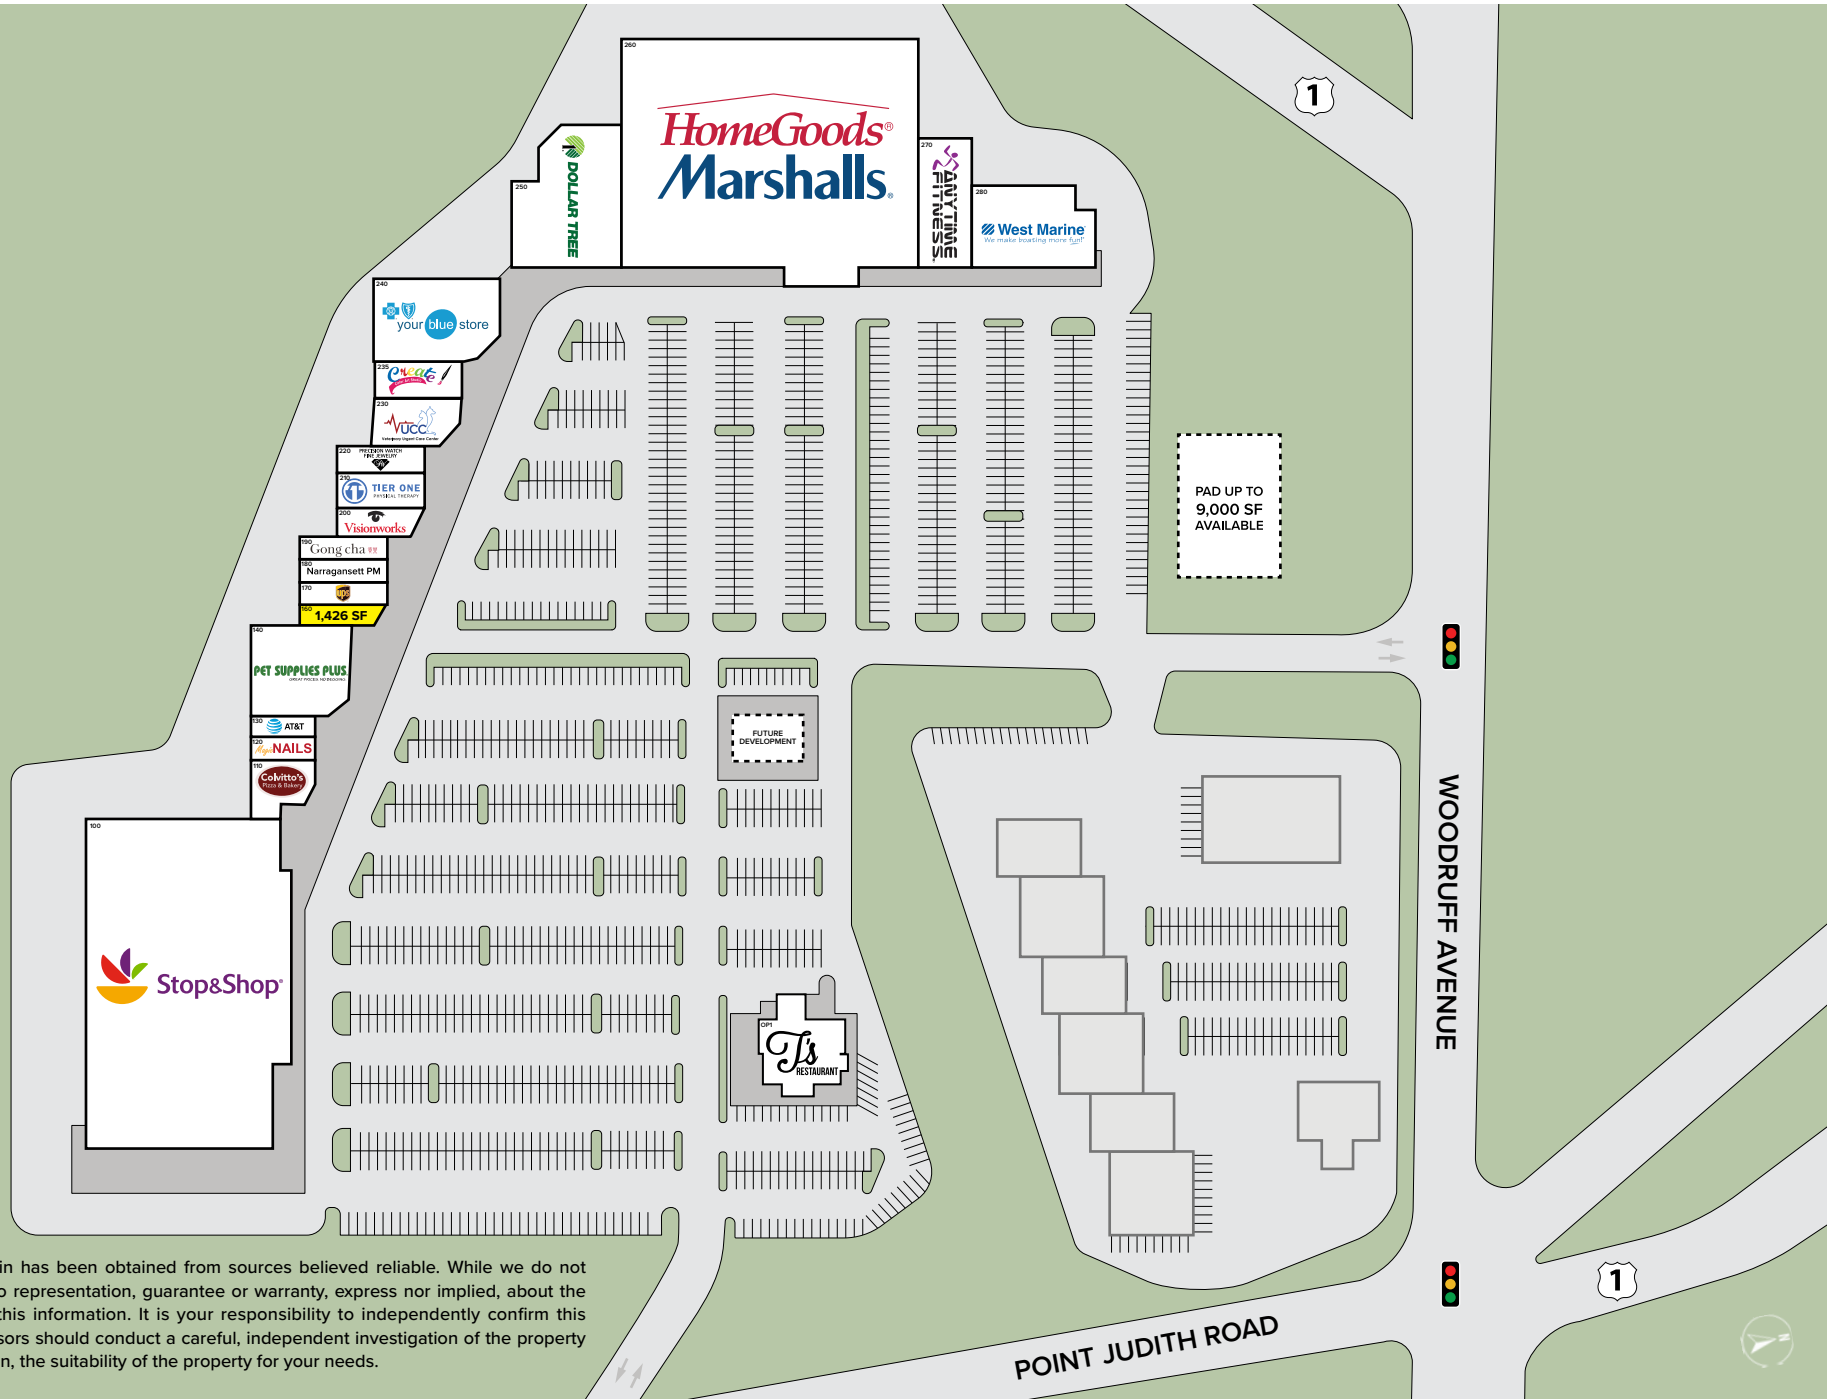 260
HomeGoods®
Marshalls®
250
DOLLAR TREE
270
ANYTIME
FITNESS®
280
West Marine
We make boating more fun!
1
240
your blue store
235
Create
230
VUCC
Veterinary Urgent Care Center
220
PRECISION WATCH
FINE JEWELRY
210
TIER ONE
PHYSICAL THERAPY
200
Visionworks
190
Gong cha
180
Narragansett PM
170
ups
160
1,426 SF
140
PET SUPPLIES PLUS
GREAT PRICES. NO BEGGING.
130
AT&T
120
Magic NAILS
110
Colvitto's
Pizza & Bakery
100
Stop&Shop®
PAD UP TO
9,000 SF
AVAILABLE
FUTURE
DEVELOPMENT
OP1
RESTAURANT
WOODRUFF AVENUE
POINT JUDITH ROAD
1
in has been obtained from sources believed reliable. While we do not
o representation, guarantee or warranty, express nor implied, about the
this information. It is your responsibility to independently confirm this
sors should conduct a careful, independent investigation of the property
n, the suitability of the property for your needs.